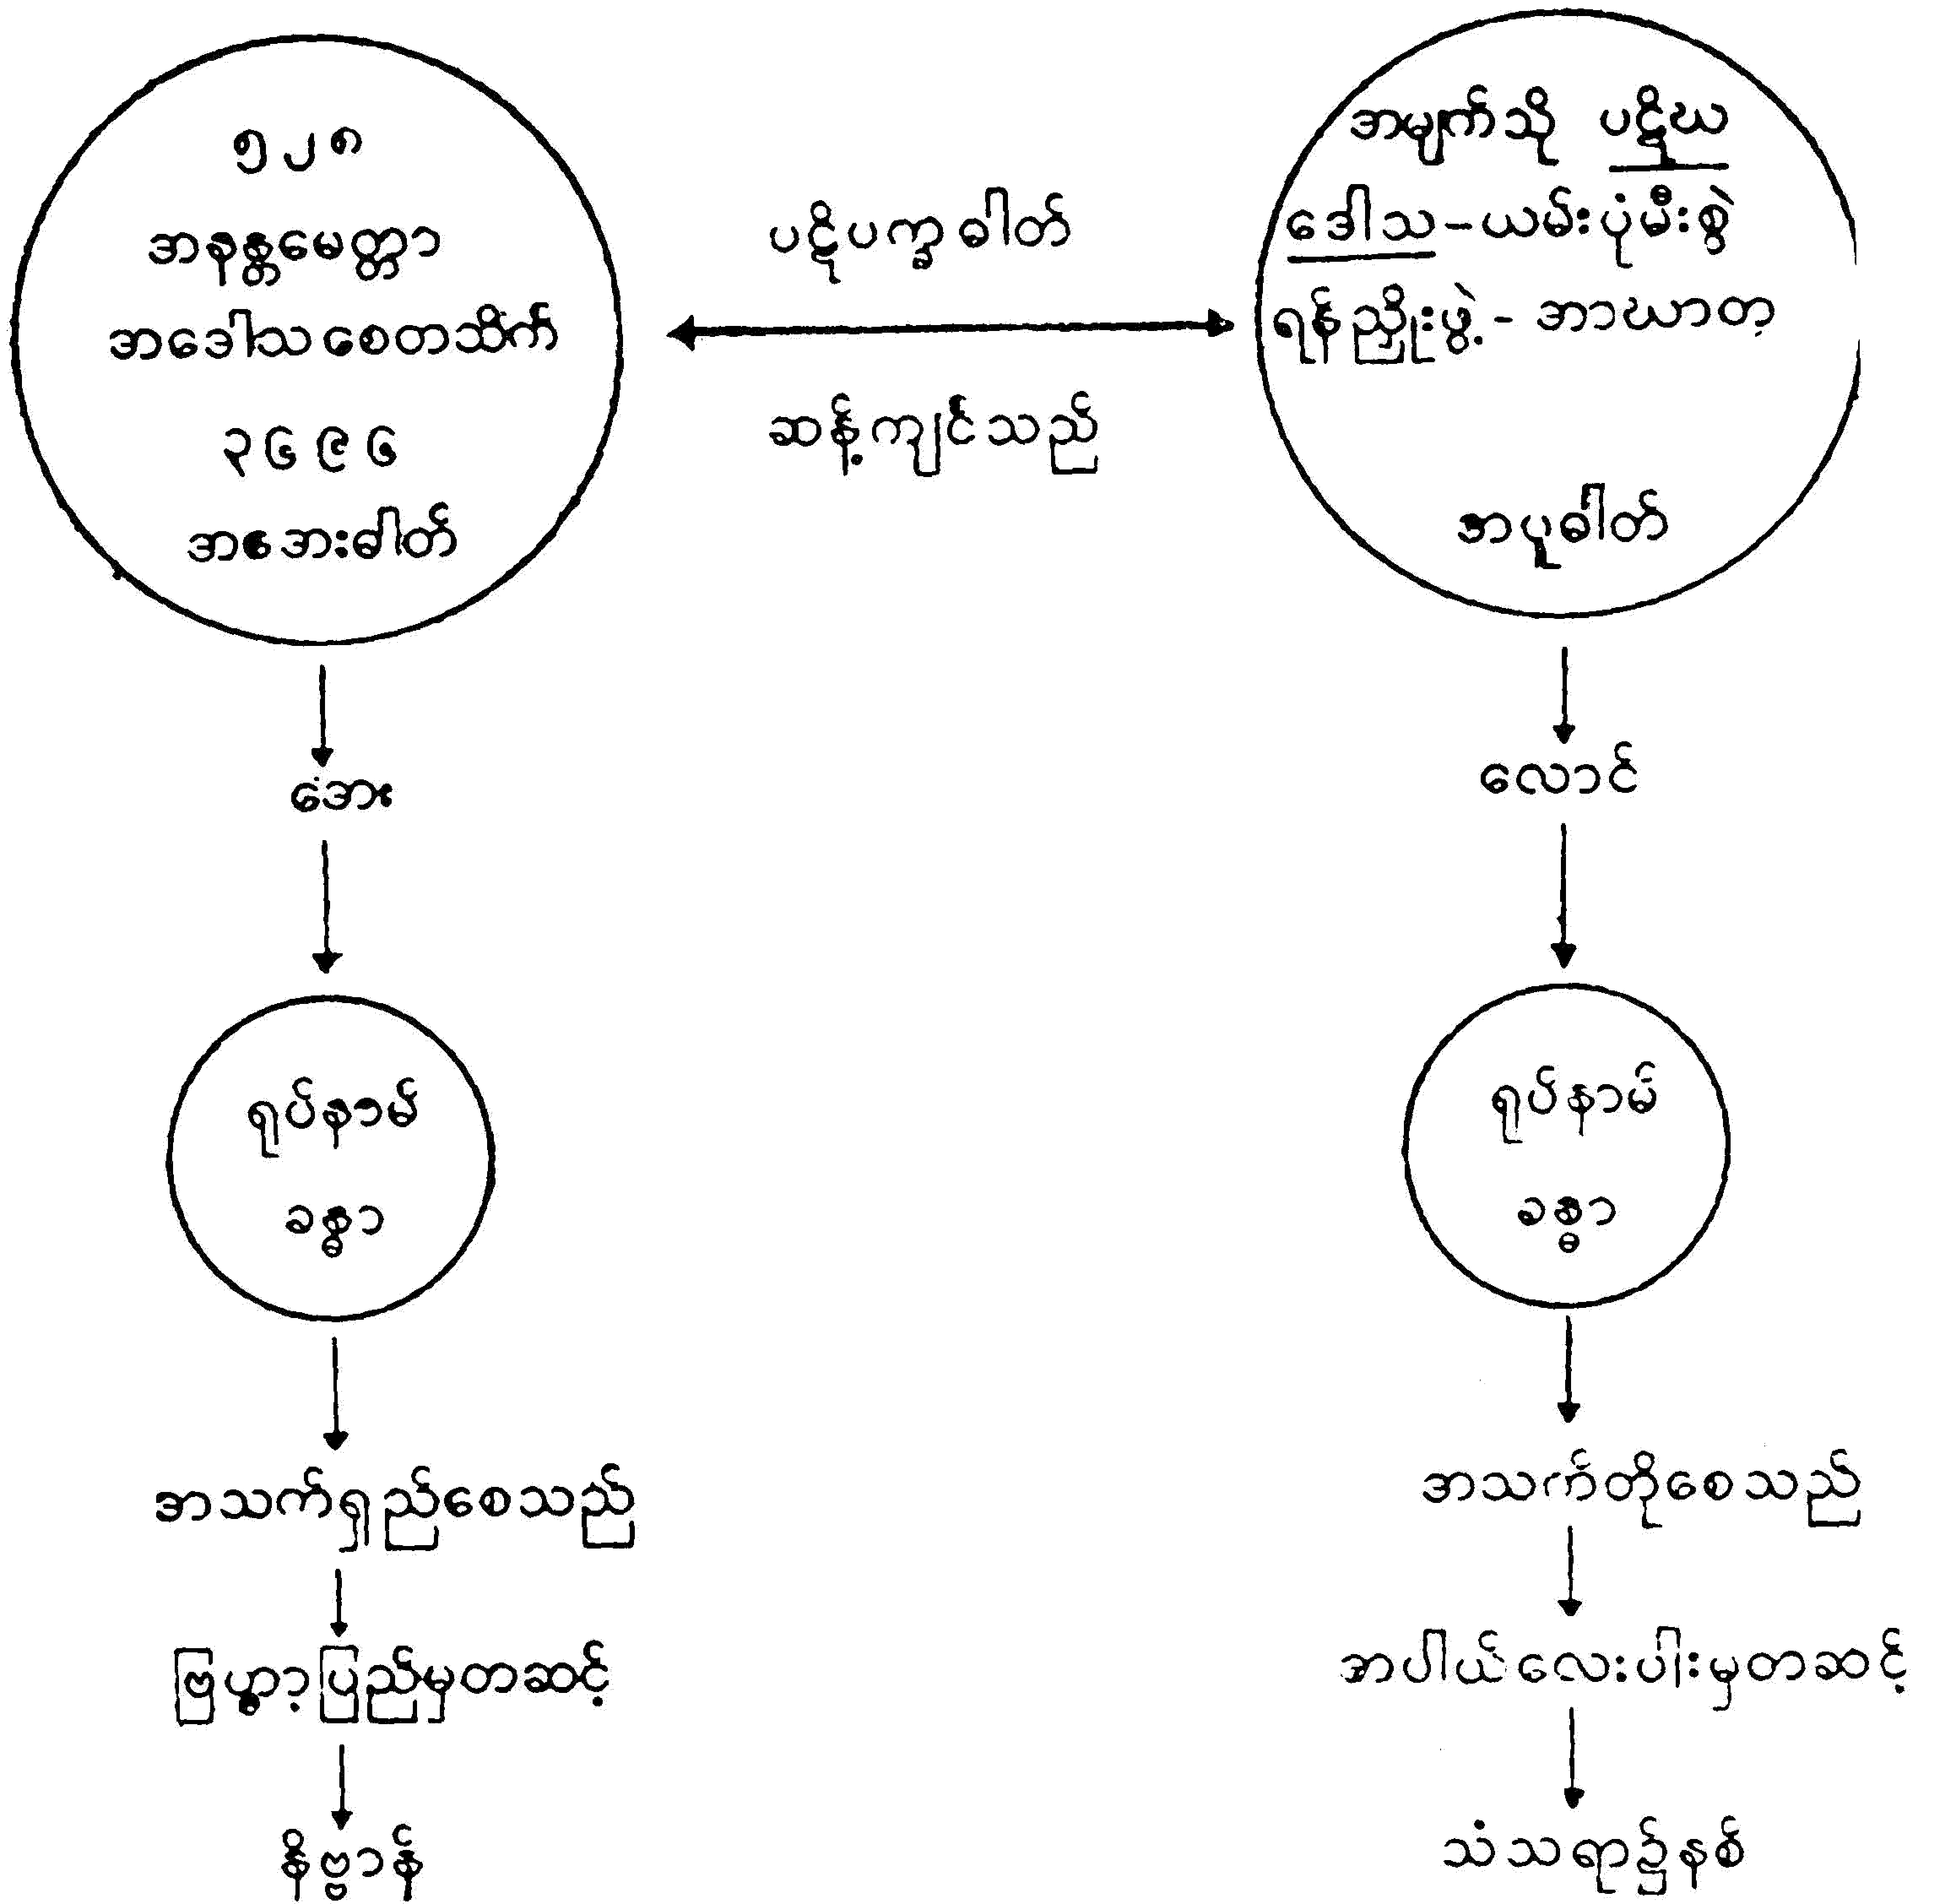 ၅၂၈
အနန္တမေတ္တာ
အဒေါသစေတသိက်
၃၆၉၆
အအေးဓါတ်
ပဋိပက္ခဓါတ်
ဆန့်ကျင်သည်
အမျက်သို ပဋိဃ
ဒေါသ-ယမ်းပုံမီးစွဲ
ရန်ညှိုးဖွဲ့-အာဃာတ
အပူဓါတ်
အေး
လောင်
ရုပ်နာမ်
ခန္ဓာ
ရုပ်နာမ်
ခန္ဓာ
အသက်ရှည်စေသည်
အသက်တိုစေသည်
ဗြဟ္မာ့ပြည်မှတဆင့်
အပါယ်လေးပါးမှတဆင့်
နိဗ္ဗာန်
သံသရာ၌နစ်